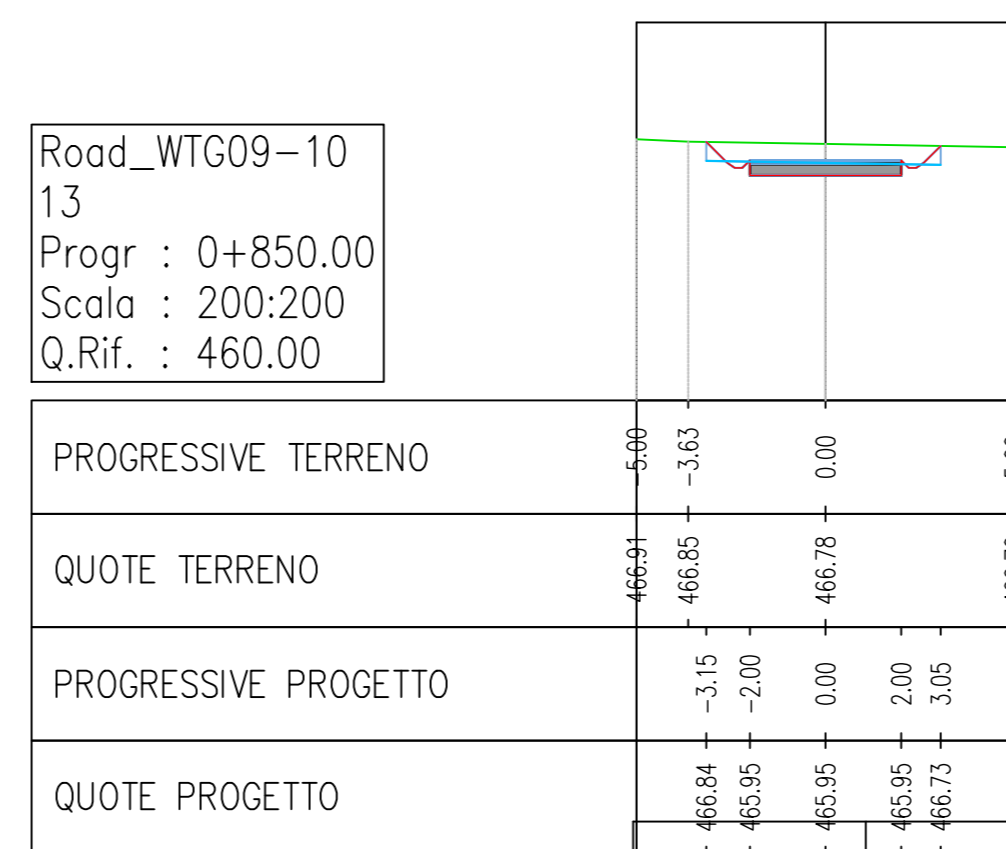 Road_WTG09-10
13
Progr : 0+850.00
Scala : 200:200
Q.Rif. : 460.00
PROGRESSIVE TERRENO -5.00 -3.63 0.00
QUOTE TERRENO 466.91 466.85 466.78
PROGRESSIVE PROGETTO -3.15 -2.00 0.00 2.00 3.05
QUOTE PROGETTO 466.84 465.95 465.95 465.95 466.73